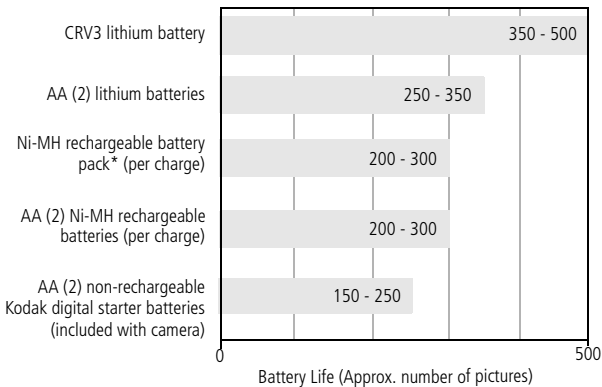 CRV3 lithium battery
350 - 500
AA (2) lithium batteries
250 - 350
Ni-MH rechargeable battery
pack* (per charge)
200 - 300
AA (2) Ni-MH rechargeable
batteries (per charge)
200 - 300
AA (2) non-rechargeable
Kodak digital starter batteries
(included with camera)
150 - 250
0
500
Battery Life (Approx. number of pictures)